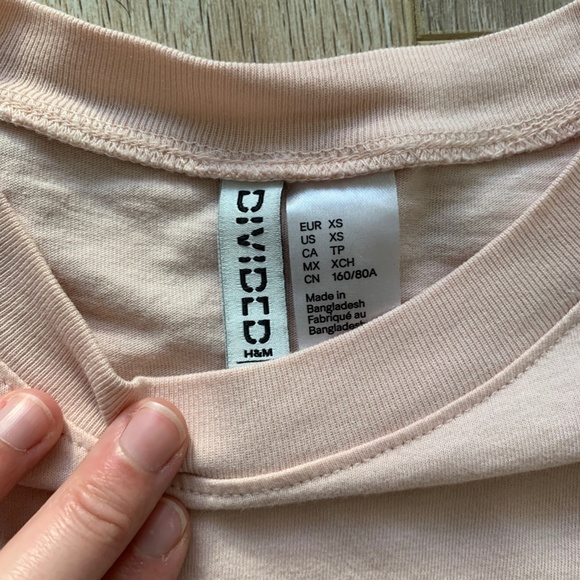 DIVIDED
H&M
EUR XS
US XS
CA TP
MX XCH
CN 160/80A
Made in
Bangladesh
Fabriqué au
Bangladesh